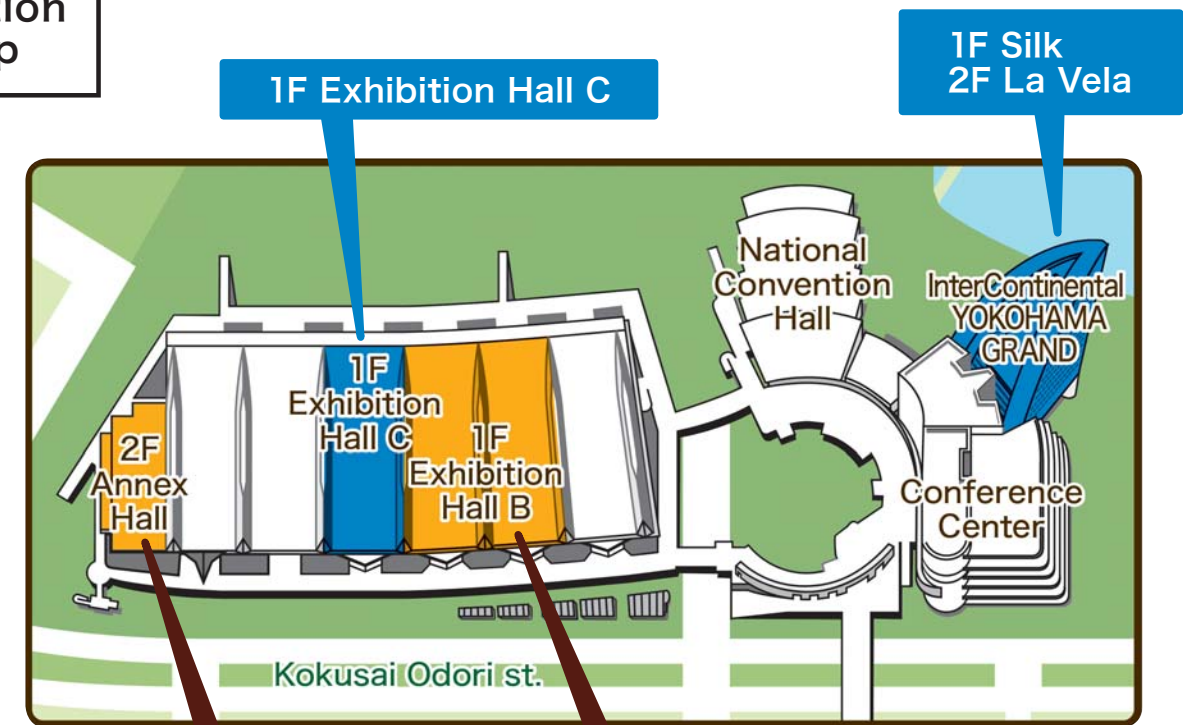 1F Silk
2F La Vela
1F Exhibition Hall C
National
Convention
Hall
InterContinental
YOKOHAMA
GRAND
1F
Exhibition
Hall C
1F
Exhibition
Hall B
2F
Annex
Hall
Conference
Center
Kokusai Odori st.